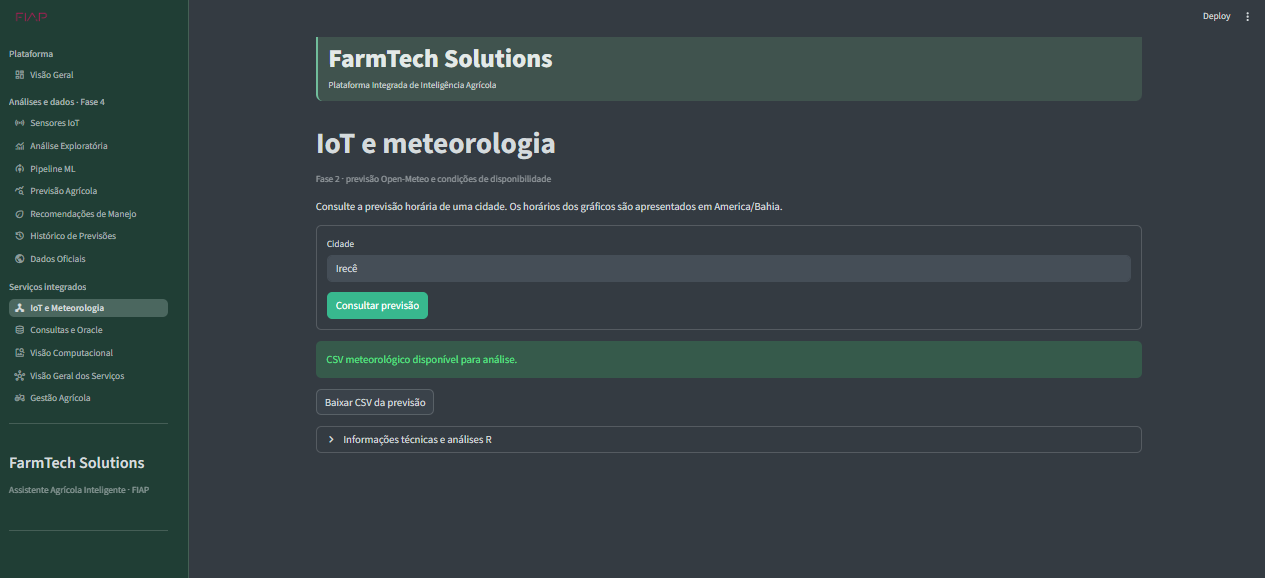 FIAP
Plataforma
Visão Geral
Análises e dados · Fase 4
Sensores IoT
Análise Exploratória
Pipeline ML
Previsão Agrícola
Recomendações de Manejo
Histórico de Previsões
Dados Oficiais
Serviços integrados
IoT e Meteorologia
Consultas e Oracle
Visão Computacional
Visão Geral dos Serviços
Gestão Agrícola
FarmTech Solutions
Assistente Agrícola Inteligente · FIAP
Deploy
FarmTech Solutions
Plataforma Integrada de Inteligência Agrícola
IoT e meteorologia
Fase 2 · previsão Open-Meteo e condições de disponibilidade
Consulte a previsão horária de uma cidade. Os horários dos gráficos são apresentados em America/Bahia.
Cidade
Irecê
Consultar previsão
CSV meteorológico disponível para análise.
Baixar CSV da previsão
Informações técnicas e análises R